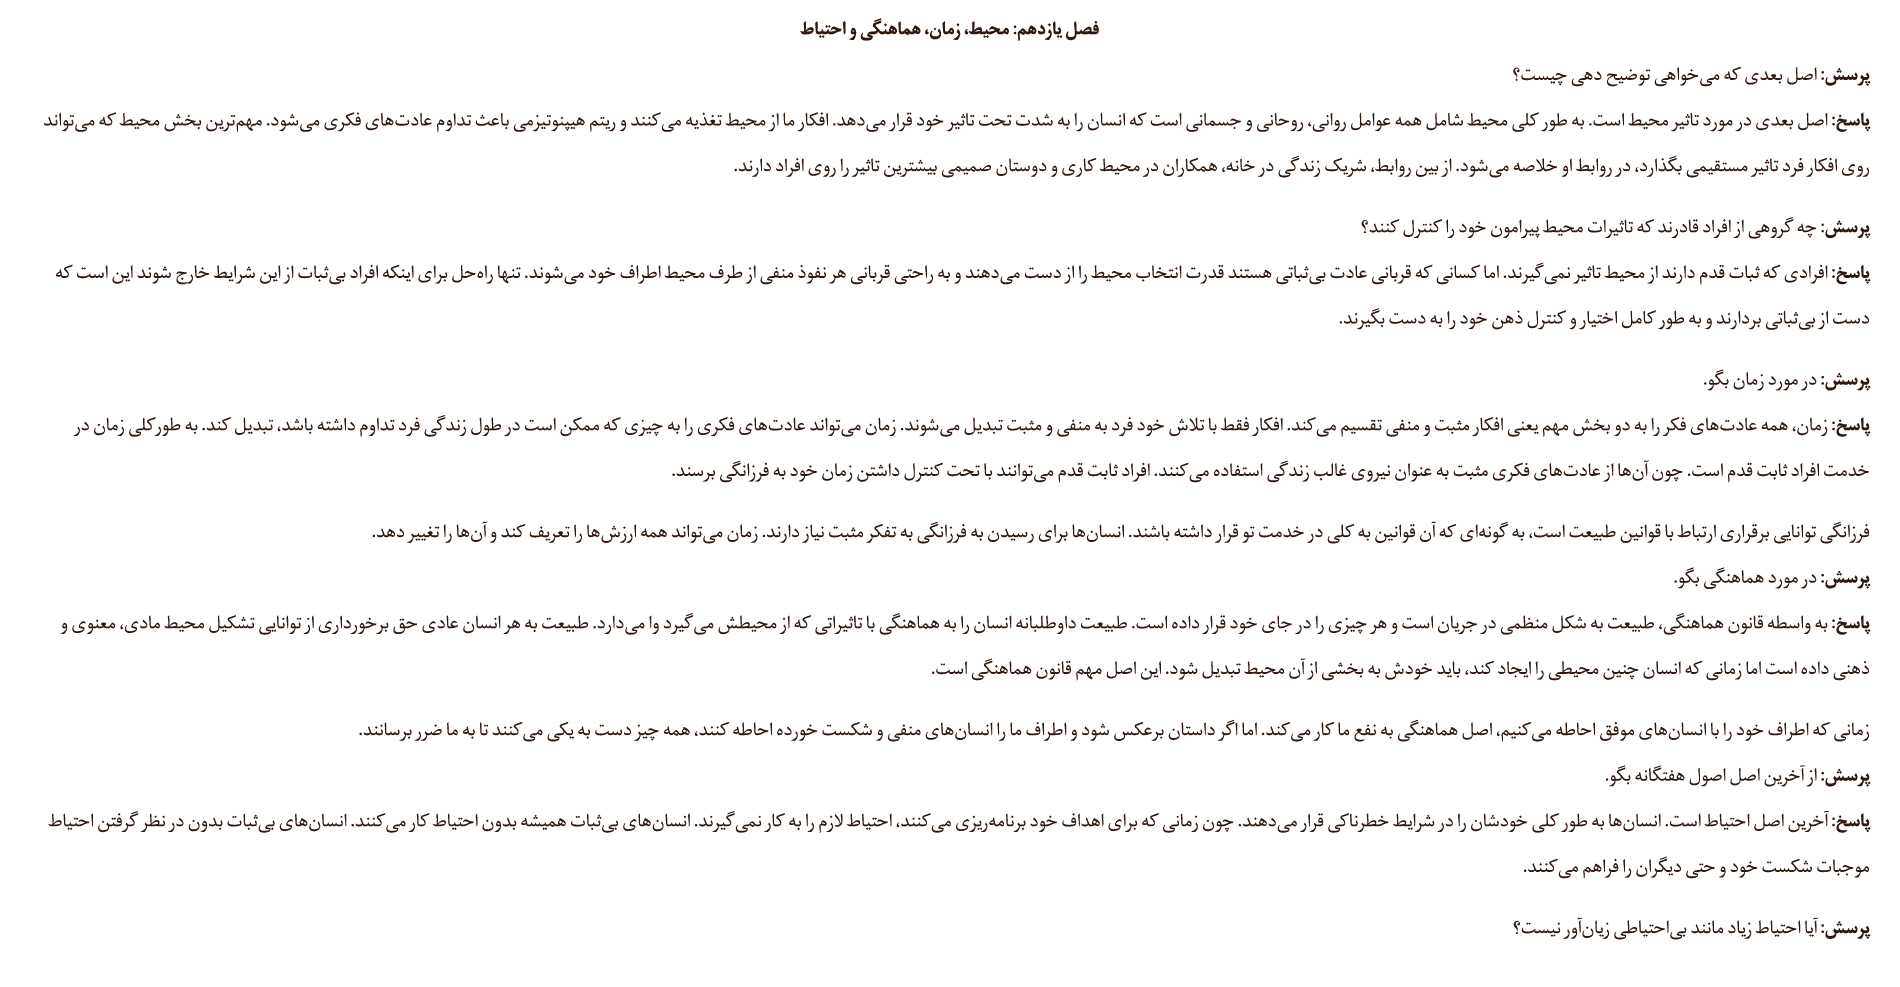 فصل یازدهم: محیط، زمان، هماهنگی و احتیاط
پرسش: اصل بعدی که می‌خواهی توضیح دهی چیست؟
پاسخ: اصل بعدی در مورد تاثیر محیط است. به طور کلی محیط شامل همه عوامل روانی، روحانی و جسمانی است که انسان را به شدت تحت تاثیر خود قرار می‌دهد. افکار ما از محیط تغذیه می‌کنند و ریتم هیپنوتیزمی باعث تداوم عادت‌های فکری می‌شود. مهم‌ترین بخش محیط که می‌تواند
روی افکار فرد تاثیر مستقیمی بگذارد، در روابط او خلاصه می‌شود. از بین روابط، شریک زندگی در خانه، همکاران در محیط کاری و دوستان صمیمی بیشترین تاثیر را روی افراد دارند.
پرسش: چه گروهی از افراد قادرند که تاثیرات محیط پیرامون خود را کنترل کنند؟
پاسخ: افرادی که ثبات قدم دارند از محیط تاثیر نمی‌گیرند. اما کسانی که قربانی عادت بی‌ثباتی هستند قدرت انتخاب محیط را از دست می‌دهند و به راحتی قربانی هر نفوذ منفی از طرف محیط اطراف خود می‌شوند. تنها راه‌حل برای اینکه افراد بی‌ثبات از این شرایط خارج شوند این است که
دست از بی‌ثباتی بردارند و به طور کامل اختیار و کنترل ذهن خود را به دست بگیرند.
پرسش: در مورد زمان بگو.
پاسخ: زمان، همه عادت‌های فکر را به دو بخش مهم یعنی افکار مثبت و منفی تقسیم می‌کند. افکار فقط با تلاش خود فرد به منفی و مثبت تبدیل می‌شوند. زمان می‌تواند عادت‌های فکری را به چیزی که ممکن است در طول زندگی فرد تداوم داشته باشد، تبدیل کند. به طورکلی زمان در
خدمت افراد ثابت قدم است. چون آن‌ها از عادت‌های فکری مثبت به عنوان نیروی غالب زندگی استفاده می‌کنند. افراد ثابت قدم می‌توانند با تحت کنترل داشتن زمان خود به فرزانگی برسند.
فرزانگی توانایی برقراری ارتباط با قوانین طبیعت است، به گونه‌ای که آن قوانین به کلی در خدمت تو قرار داشته باشند. انسان‌ها برای رسیدن به فرزانگی به تفکر مثبت نیاز دارند. زمان می‌تواند همه ارزش‌ها را تعریف کند و آن‌ها را تغییر دهد.
پرسش: در مورد هماهنگی بگو.
پاسخ: به واسطه قانون هماهنگی، طبیعت به شکل منظمی در جریان است و هر چیزی را در جای خود قرار داده است. طبیعت داوطلبانه انسان را به هماهنگی با تاثیراتی که از محیطش می‌گیرد وا می‌دارد. طبیعت به هر انسان عادی حق برخورداری از توانایی تشکیل محیط مادی، معنوی و
ذهنی داده است اما زمانی که انسان چنین محیطی را ایجاد کند، باید خودش به بخشی از آن محیط تبدیل شود. این اصل مهم قانون هماهنگی است.
زمانی که اطراف خود را با انسان‌های موفق احاطه می‌کنیم، اصل هماهنگی به نفع ما کار می‌کند. اما اگر داستان برعکس شود و اطراف ما را انسان‌های منفی و شکست خورده احاطه کنند، همه چیز دست به یکی می‌کنند تا به ما ضرر برسانند.
پرسش: از آخرین اصل اصول هفتگانه بگو.
پاسخ: آخرین اصل احتیاط است. انسان‌ها به طور کلی خودشان را در شرایط خطرناکی قرار می‌دهند. چون زمانی که برای اهداف خود برنامه‌ریزی می‌کنند، احتیاط لازم را به کار نمی‌گیرند. انسان‌های بی‌ثبات همیشه بدون احتیاط کار می‌کنند. انسان‌های بی‌ثبات بدون در نظر گرفتن احتیاط
موجبات شکست خود و حتی دیگران را فراهم می‌کنند.
پرسش: آیا احتیاط زیاد مانند بی‌احتیاطی زیان‌آور نیست؟